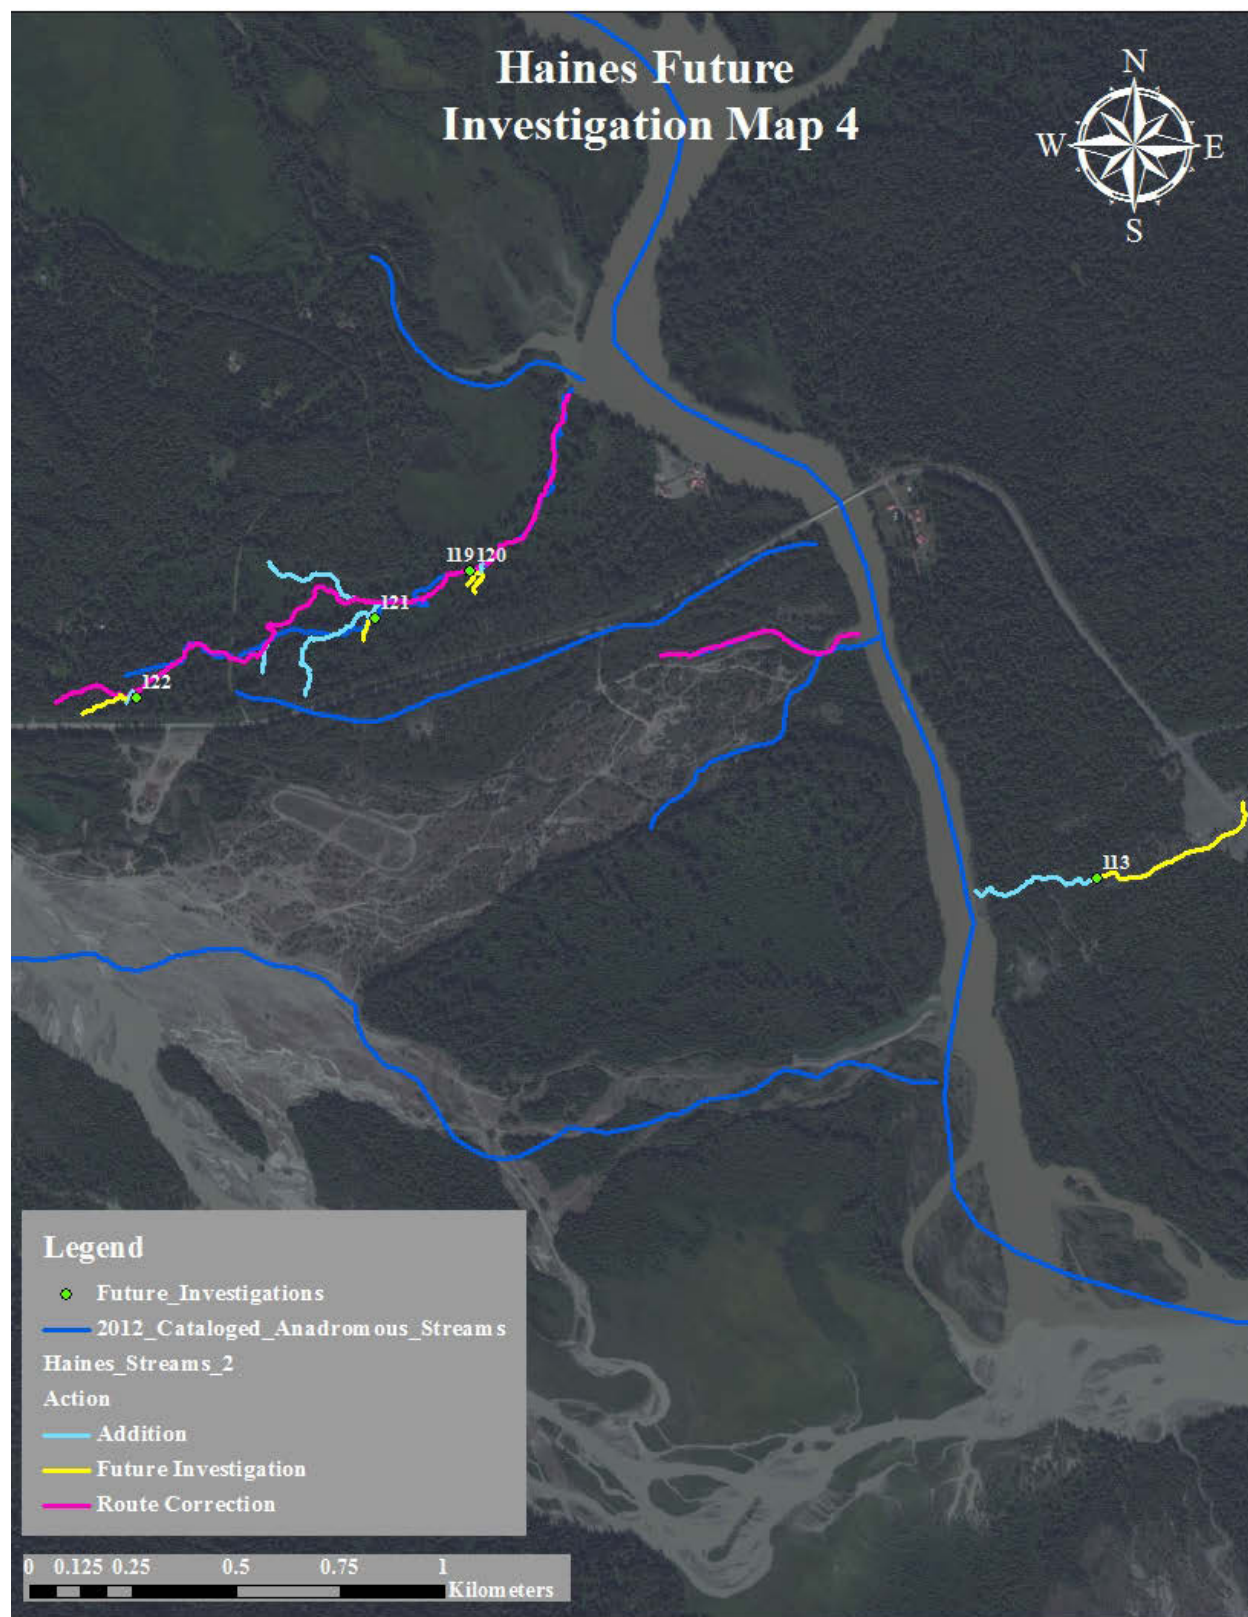 Haines Future
Investigation Map 4
N
W E
S
119 120
121
122
113
Legend
Future_Investigations
2012_Cataloged_Anadromous_Streams
Haines_Streams_2
Action
Addition
Future Investigation
Route Correction
0 0.125 0.25 0.5 0.75 1
Kilometers